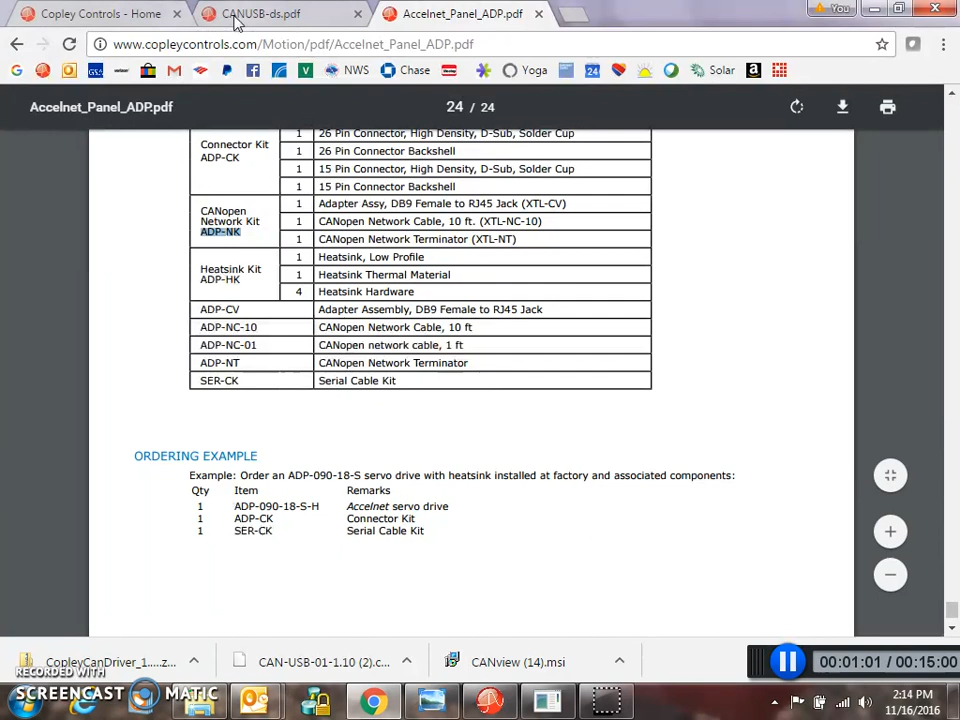 Copley Controls - Home
CANUSB-ds.pdf
Accelnet_Panel_ADP.pdf
You
www.copleycontrols.com/Motion/pdf/Accelnet_Panel_ADP.pdf
NWS
Chase
Yoga
Solar
Accelnet_Panel_ADP.pdf
24 / 24
Connector Kit
ADP-CK
1 26 Pin Connector, High Density, D-Sub, Solder Cup
1 26 Pin Connector Backshell
1 15 Pin Connector, High Density, D-Sub, Solder Cup
1 15 Pin Connector Backshell
CANopen
Network Kit
ADP-NK
1 Adapter Assy, DB9 Female to RJ45 Jack (XTL-CV)
1 CANopen Network Cable, 10 ft. (XTL-NC-10)
1 CANopen Network Terminator (XTL-NT)
Heatsink Kit
ADP-HK
1 Heatsink, Low Profile
1 Heatsink Thermal Material
4 Heatsink Hardware
ADP-CV Adapter Assembly, DB9 Female to RJ45 Jack
ADP-NC-10 CANopen Network Cable, 10 ft
ADP-NC-01 CANopen network cable, 1 ft
ADP-NT CANopen Network Terminator
SER-CK Serial Cable Kit
ORDERING EXAMPLE
Example: Order an ADP-090-18-S servo drive with heatsink installed at factory and associated components:
Qty Item Remarks
1 ADP-090-18-S-H Accelnet servo drive
1 ADP-CK Connector Kit
1 SER-CK Serial Cable Kit
CopleyCanDriver_1.....z...
CAN-USB-01-1.10 (2).c...
CANview (14).msi
RECORDED WITH
SCREENCAST MATIC
00:01:01 / 00:15:00
2:14 PM
11/16/2016